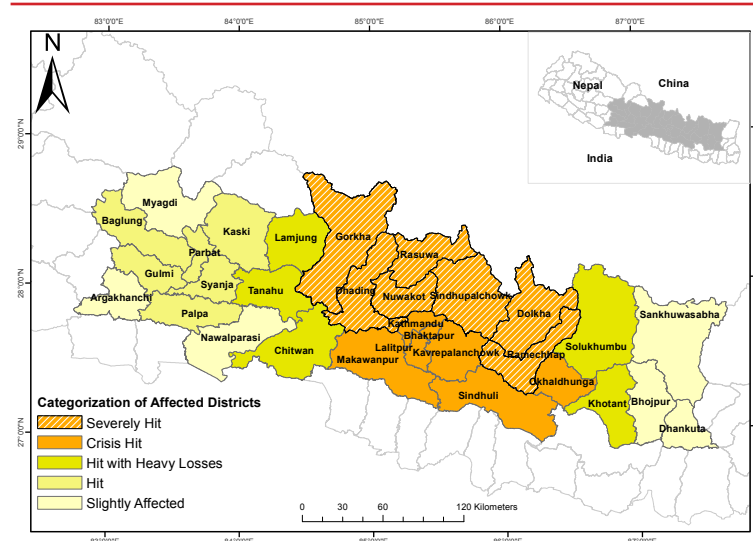 83°0'0"E 84°0'0"E 85°0'0"E 86°0'0"E 87°0'0"E
N
China
Nepal
India
29°0'0"N
28°0'0"N
27°0'0"N
Myagdi
Baglung
Kaski
Lamjung
Gorkha
Parbat
Rasuwa
Gulmi
Syanja
Tanahu
Dhading
Nuwakot
Sindhupalchowk
Argakhanchi
Palpa
Dolkha
Sankhuwasabha
Nawalparasi
Kathmandu
Bhaktapur
Solukhumbu
Chitwan
Lalitpur
Kavrepalanchowk
Ramechhap
Makawanpur
Okhaldhunga
Sindhuli
Khotant
Bhojpur
Dhankuta
Categorization of Affected Districts
Severely Hit
Crisis Hit
Hit with Heavy Losses
Hit
Slightly Affected
0 30 60 120 Kilometers